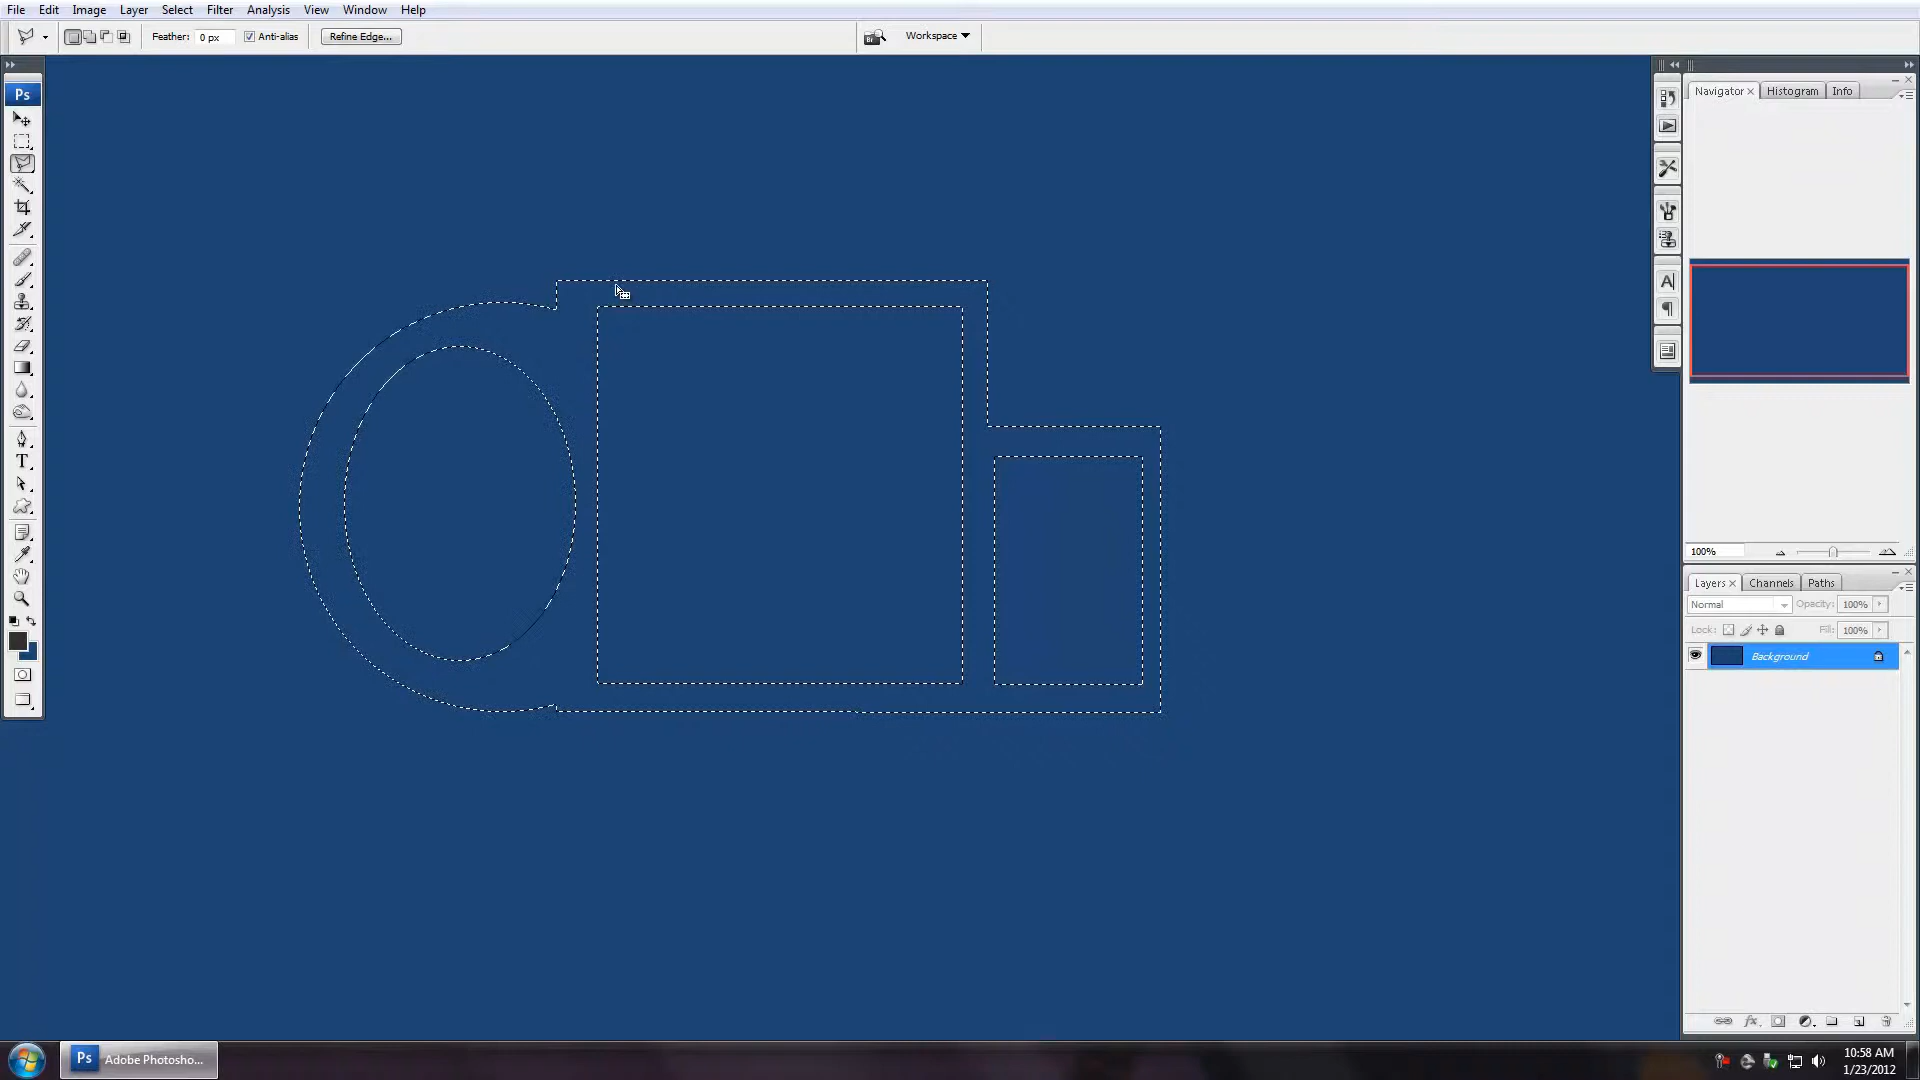 File Edit Image Layer Select Filter Analysis View Window Help
Feather: 0 px Anti-alias Refine Edge... Workspace
Ps
Navigator Histogram Info
T
A
100%
Layers Channels Paths
Normal Opacity: 100%
Lock: Fill: 100%
Background
fx
Ps Adobe Photosho...
10:58 AM
1/23/2012